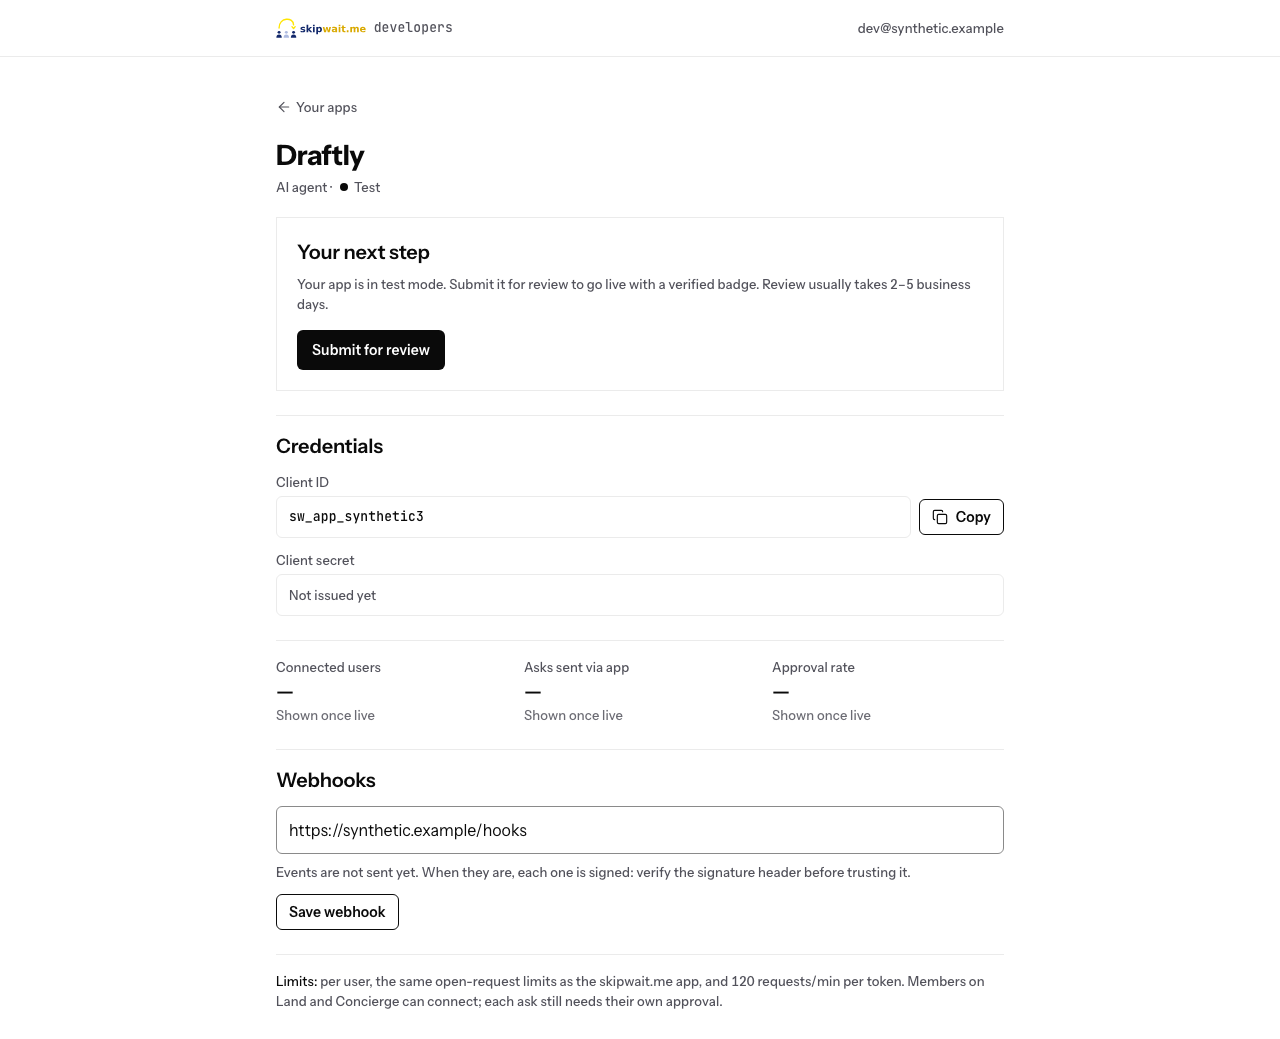 skipwait.me developers
dev@synthetic.example
Your apps
Draftly
AI agent · Test
Your next step
Your app is in test mode. Submit it for review to go live with a verified badge. Review usually takes 2–5 business
days.
Submit for review
Credentials
Client ID
sw_app_synthetic3
Copy
Client secret
Not issued yet
Connected users
Asks sent via app
Approval rate
— — —
Shown once live
Shown once live
Shown once live
Webhooks
https://synthetic.example/hooks
Events are not sent yet. When they are, each one is signed: verify the signature header before trusting it.
Save webhook
Limits: per user, the same open-request limits as the skipwait.me app, and 120 requests/min per token. Members on
Land and Concierge can connect; each ask still needs their own approval.